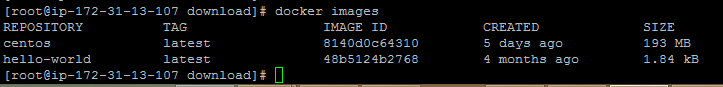 [root@ip-172-31-13-107 download]# docker images
REPOSITORY TAG IMAGE ID CREATED SIZE
centos latest 8140d0c64310 5 days ago 193 MB
hello-world latest 48b5124b2768 4 months ago 1.84 kB
[root@ip-172-31-13-107 download]#